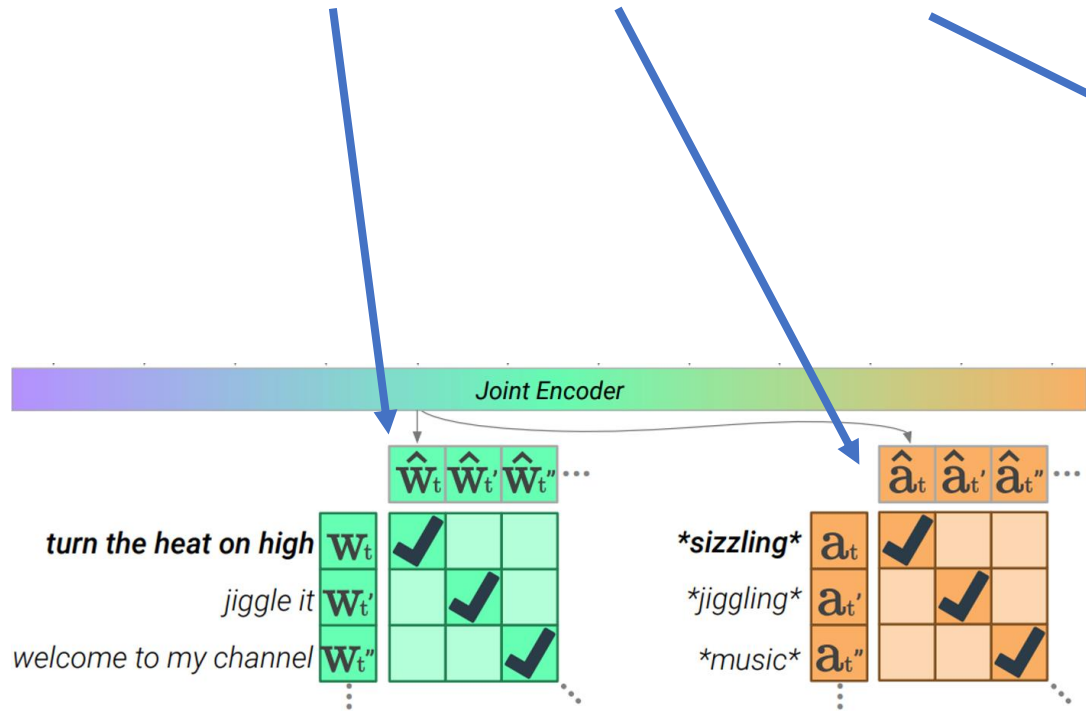 Joint Encoder
ŵt ŵt' ŵt" ...
ât ât' ât" ...
turn the heat on high wt
jiggle it wt'
welcome to my channel wt"
*sizzling* at
*jiggling* at'
*music* at"